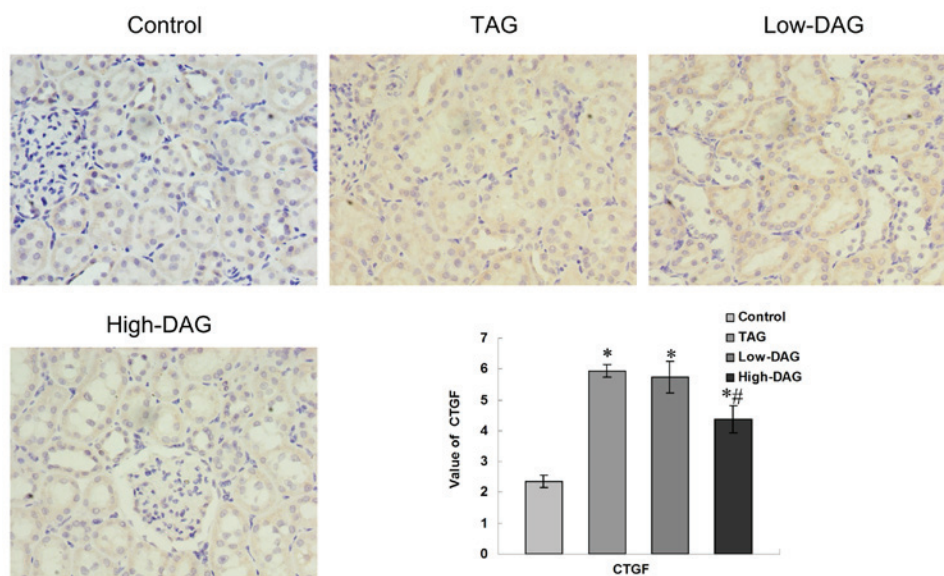 Control
TAG
Low-DAG
High-DAG
Control
TAG
Low-DAG
High-DAG
7
6
5
4
3
2
1
0
Value of CTGF
*
*
*#
CTGF